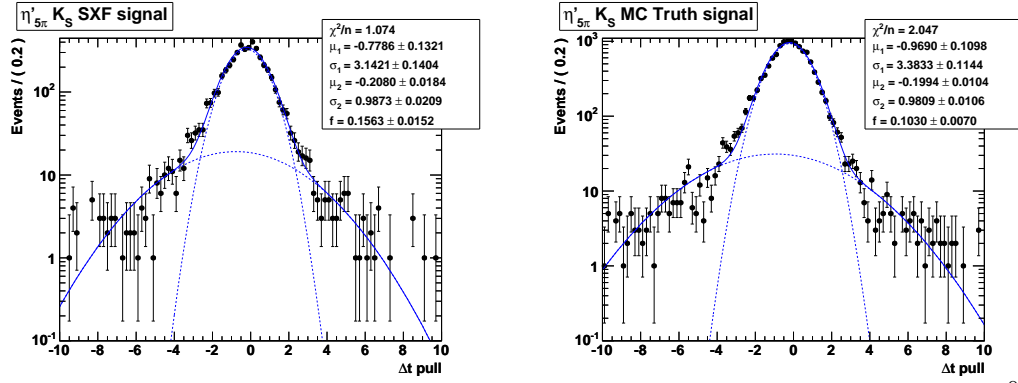 η'5π KS SXF signal
χ²/n = 1.074
μ1 = -0.7786 ± 0.1321
σ1 = 3.1421 ± 0.1404
μ2 = -0.2080 ± 0.0184
σ2 = 0.9873 ± 0.0209
f = 0.1563 ± 0.0152
Events / ( 0.2 )
10²
10
1
10⁻¹
-10 -8 -6 -4 -2 0 2 4 6 8 10
Δt pull
η'5π KS MC Truth signal
χ²/n = 2.047
μ1 = -0.9690 ± 0.1098
σ1 = 3.3833 ± 0.1144
μ2 = -0.1994 ± 0.0104
σ2 = 0.9809 ± 0.0106
f = 0.1030 ± 0.0070
Events / ( 0.2 )
10³
10²
10
1
10⁻¹
-10 -8 -6 -4 -2 0 2 4 6 8 10
Δt pull